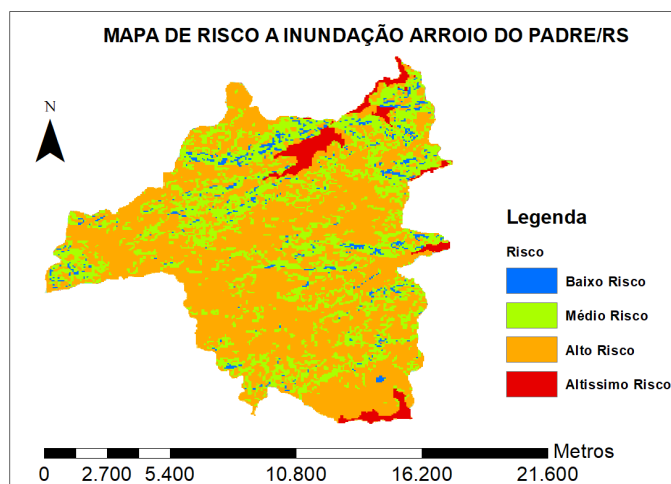 MAPA DE RISCO A INUNDAÇÃO ARROIO DO PADRE/RS
N
Legenda
Risco
Baixo Risco
Médio Risco
Alto Risco
Altissimo Risco
Metros
0 2.700 5.400 10.800 16.200 21.600